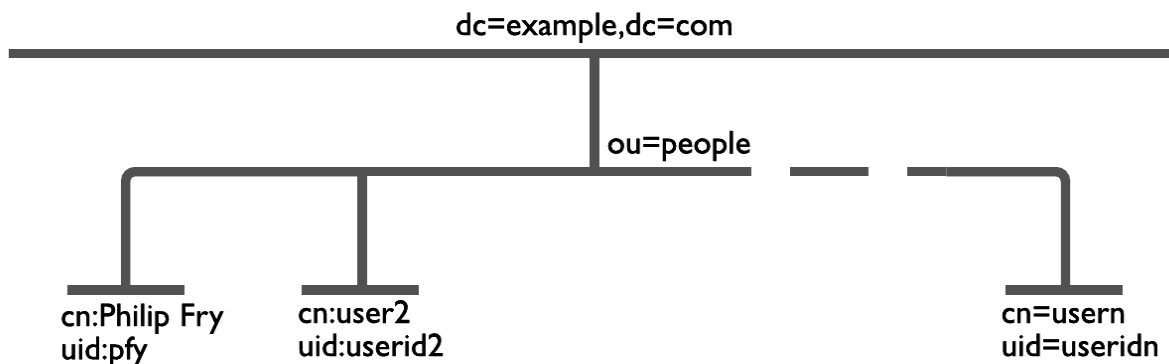 dc=example,dc=com
ou=people
cn:Philip Fry
uid:pfy
cn:user2
uid:userid2
cn=usern
uid=useridn